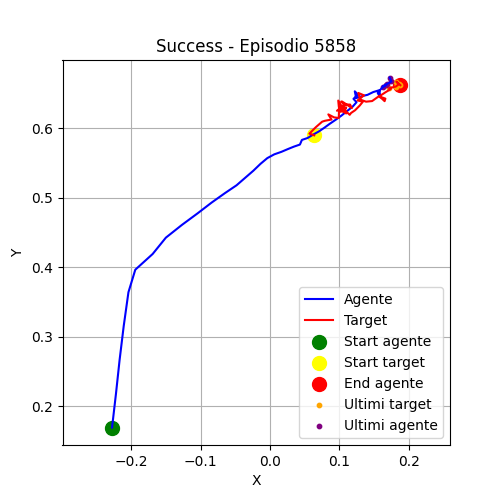 Success - Episodio 5858
Y
0.6
0.5
0.4
0.3
0.2
−0.2
−0.1
0.0
0.1
0.2
X
Agente
Target
Start agente
Start target
End agente
Ultimi target
Ultimi agente